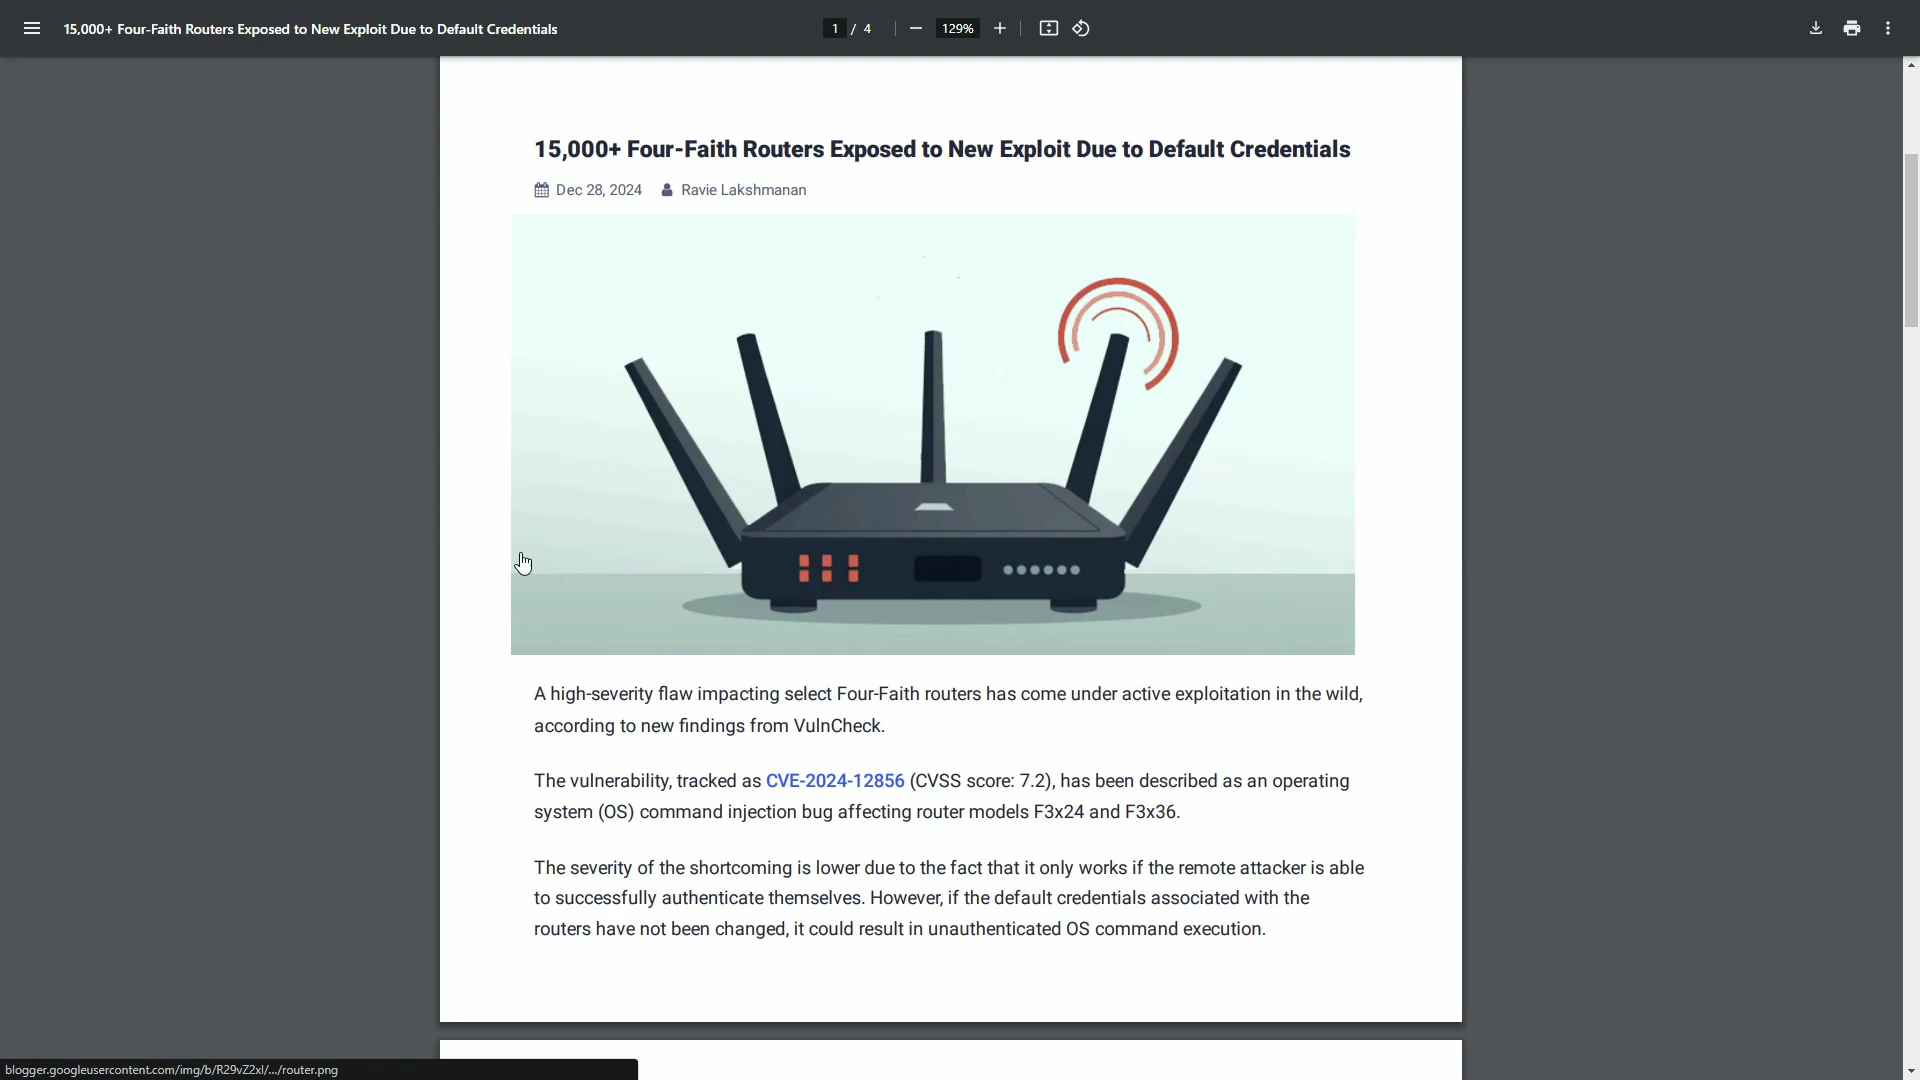 15,000+ Four-Faith Routers Exposed to New Exploit Due to Default Credentials
1 / 4
129%
15,000+ Four-Faith Routers Exposed to New Exploit Due to Default Credentials
Dec 28, 2024 Ravie Lakshmanan
A high-severity flaw impacting select Four-Faith routers has come under active exploitation in the wild,
according to new findings from VulnCheck.
The vulnerability, tracked as CVE-2024-12856 (CVSS score: 7.2), has been described as an operating
system (OS) command injection bug affecting router models F3x24 and F3x36.
The severity of the shortcoming is lower due to the fact that it only works if the remote attacker is able
to successfully authenticate themselves. However, if the default credentials associated with the
routers have not been changed, it could result in unauthenticated OS command execution.
blogger.googleusercontent.com/img/b/R29vZ2xl/.../router.png